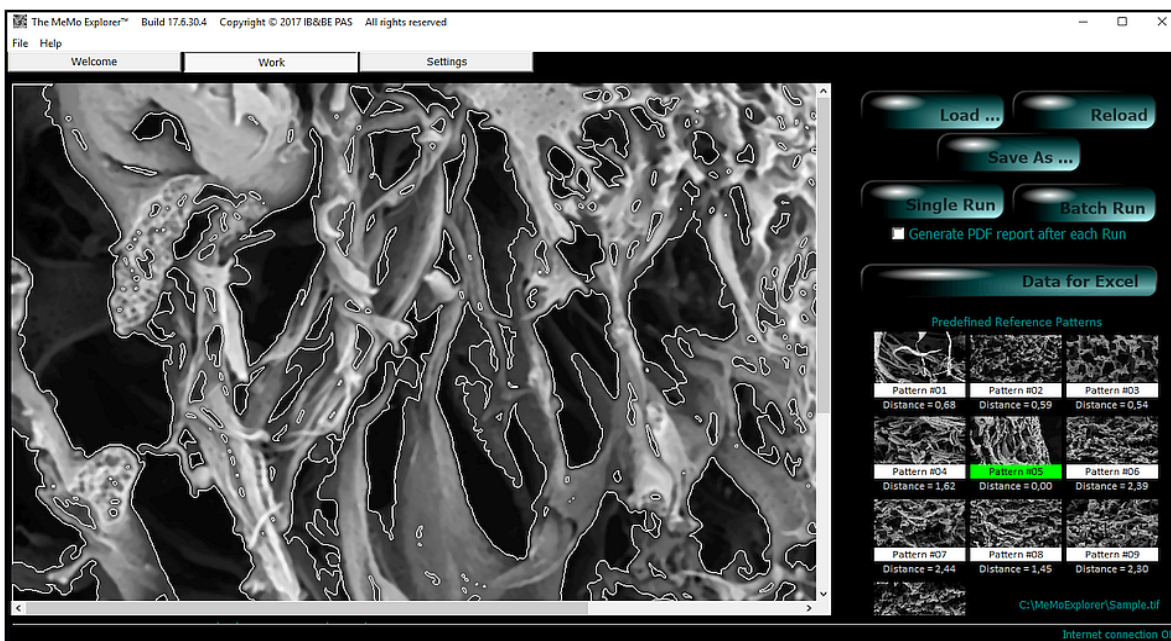 The MeMo Explorer™ Build 17.6.30.4 Copyright © 2017 IB&BE PAS All rights reserved
File Help
Welcome Work Settings
Load ... Reload
Save As ...
Single Run Batch Run
Generate PDF report after each Run
Data for Excel
Predefined Reference Patterns
Pattern #01 Pattern #02 Pattern #03
Distance = 0,68 Distance = 0,59 Distance = 0,54
Pattern #04 Pattern #05 Pattern #06
Distance = 1,62 Distance = 0,00 Distance = 2,39
Pattern #07 Pattern #08 Pattern #09
Distance = 2,44 Distance = 1,45 Distance = 2,30
C:\MeMoExplorer\Sample.tif
Internet connection